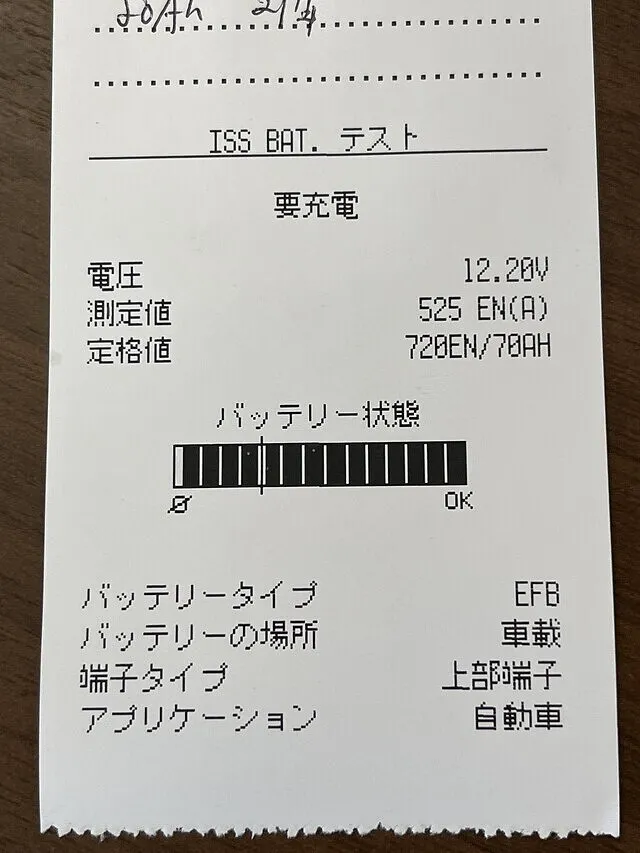 ISS BAT. テスト
要充電
電圧 12.20V
測定値 525 EN(A)
定格値 720EN/70AH
バッテリー状態
0 OK
バッテリータイプ EFB
バッテリーの場所 車載
端子タイプ 上部端子
アプリケーション 自動車